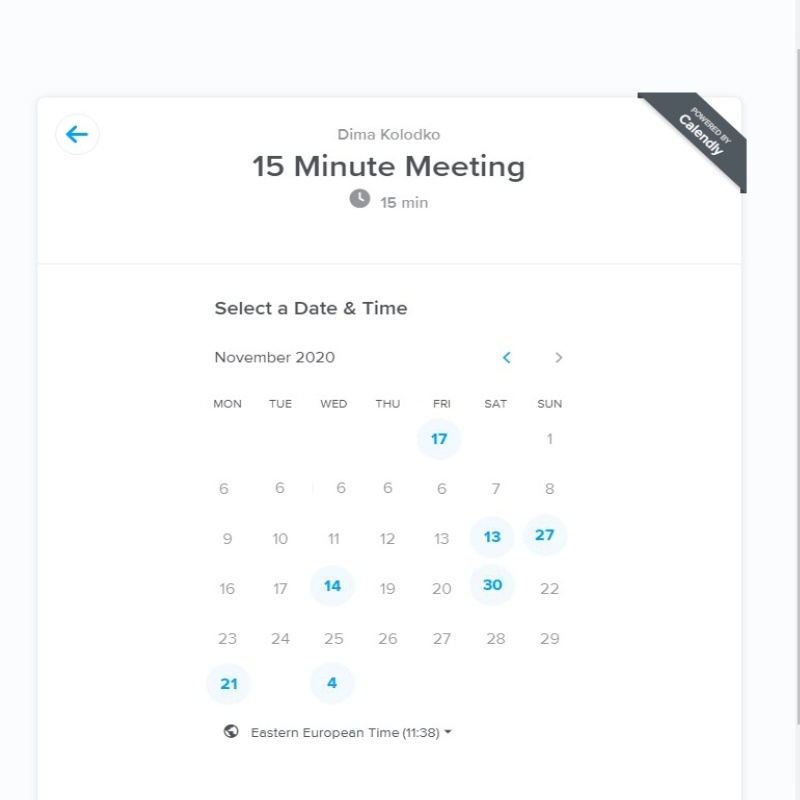 POWERED BY
Calendly
Dima Kolodko
15 Minute Meeting
15 min
Select a Date & Time
November 2020
MON TUE WED THU FRI SAT SUN
17 1
6 6 6 6 6 7 8
9 10 11 12 13 13 27
16 17 14 19 20 30 22
23 24 25 26 27 28 29
21 4
Eastern European Time (11:38)